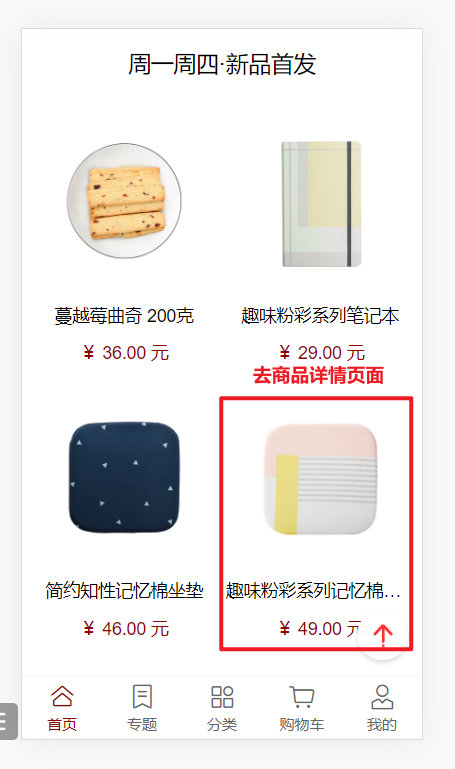 周一周四·新品首发
蔓越莓曲奇 200克
趣味粉彩系列笔记本
¥ 36.00 元
¥ 29.00 元
去商品详情页面
简约知性记忆棉坐垫
趣味粉彩系列记忆棉...
¥ 46.00 元
¥ 49.00 元
首页
专题
分类
购物车
我的